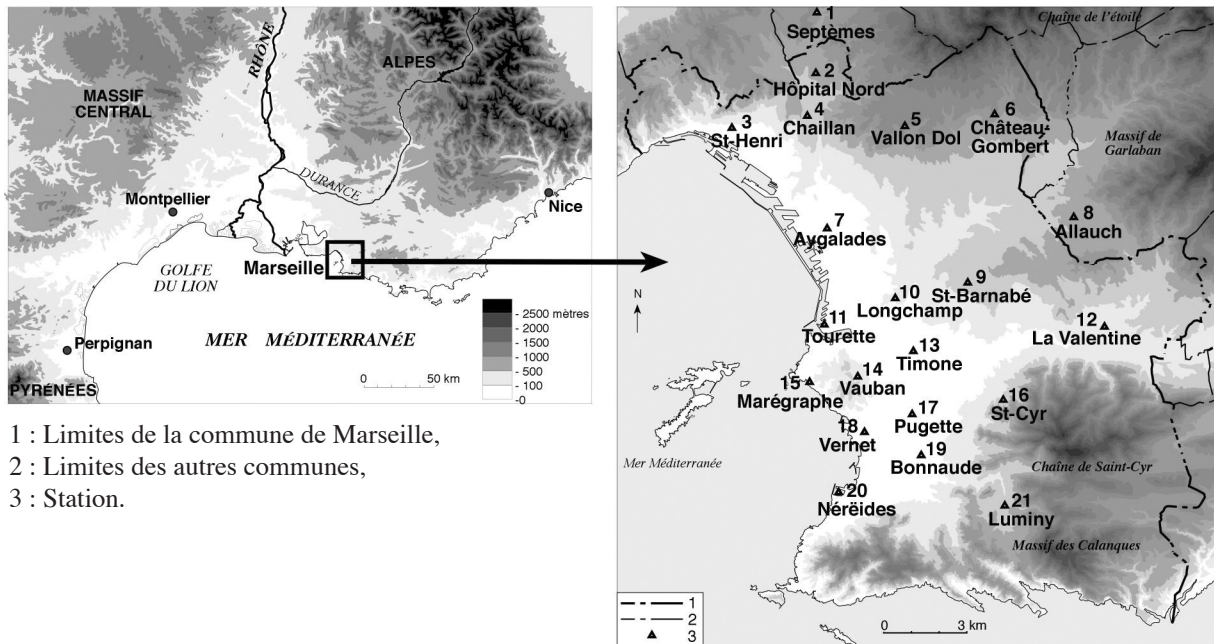 RHÔNE
ALPES
MASSIF
CENTRAL
DURANCE
Montpellier
Nice
Marseille
GOLFE
DU LION
MER MÉDITERRANÉE
Perpignan
PYRÉNÉES
0 50 km
- 2500 mètres
- 2000
- 1500
- 1000
- 500
- 100
-0
1 : Limites de la commune de Marseille,
2 : Limites des autres communes,
3 : Station.
1
Septèmes
Chaîne de l'étoile
2
Hôpital Nord
3
St-Henri
4
Chaillan
5
Vallon Dol
6
Château-
Gombert
Massif de
Garlaban
7
Aygalades
8
Allauch
9
St-Barnabé
10
Longchamp
11
Tourette
12
La Valentine
13
Timone
14
Vauban
15
Marégraphe
16
St-Cyr
17
Pugette
18
Vernet
19
Bonnaude
20
Nérëides
21
Luminy
N
Mer Méditerranée
Chaîne de Saint-Cyr
Massif des Calanques
1
2
3
0 3 km